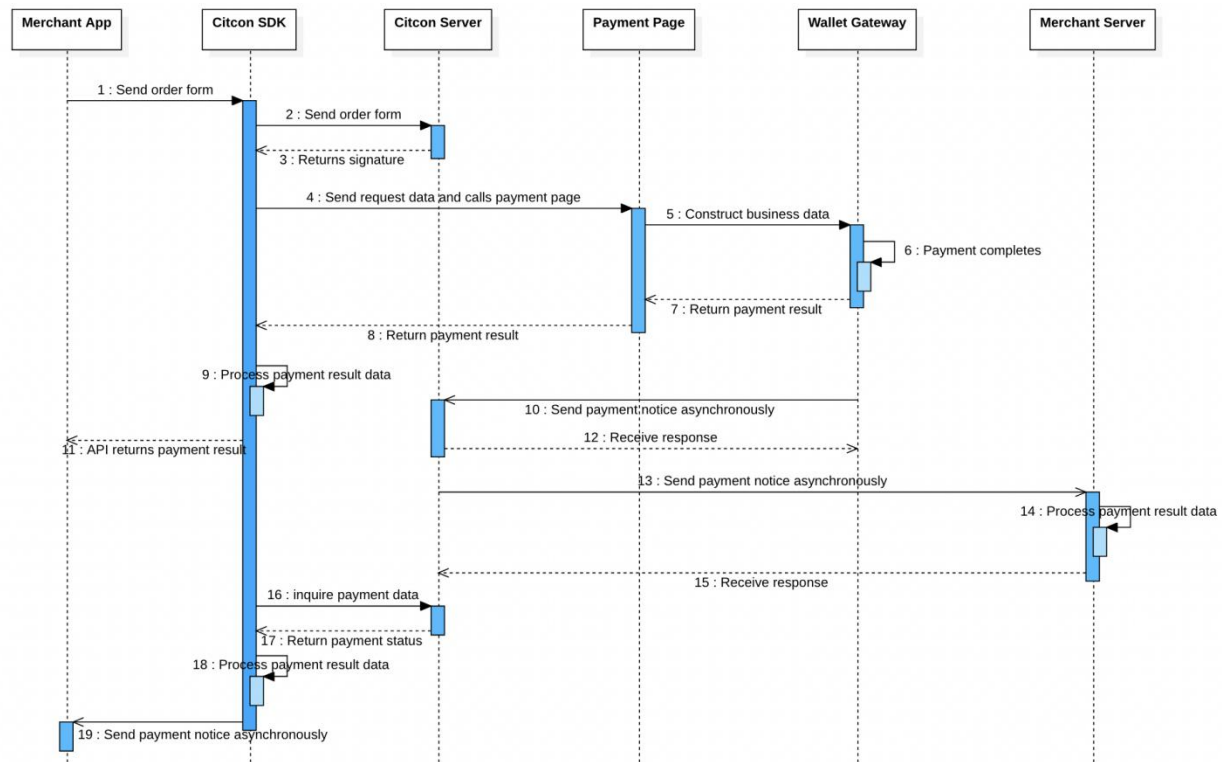 Merchant App
Citcon SDK
Citcon Server
Payment Page
Wallet Gateway
Merchant Server
1 : Send order form
2 : Send order form
3 : Returns signature
4 : Send request data and calls payment page
5 : Construct business data
6 : Payment completes
7 : Return payment result
8 : Return payment result
9 : Process payment result data
10 : Send payment notice asynchronously
12 : Receive response
11 : API returns payment result
13 : Send payment notice asynchronously
14 : Process payment result data
15 : Receive response
16 : inquire payment data
17 : Return payment status
18 : Process payment result data
19 : Send payment notice asynchronously